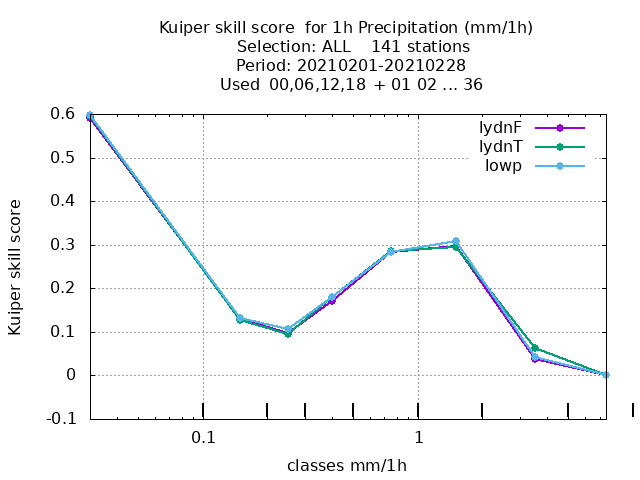 Kuiper skill score  for 1h Precipitation (mm/1h)
Selection: ALL    141 stations
Period: 20210201-20210228
Used 00,06,12,18 + 01 02 ... 36
lydnF
lydnT
lowp
0.6
0.5
0.4
0.3
0.2
0.1
0
-0.1
Kuiper skill score
0.1
1
classes mm/1h